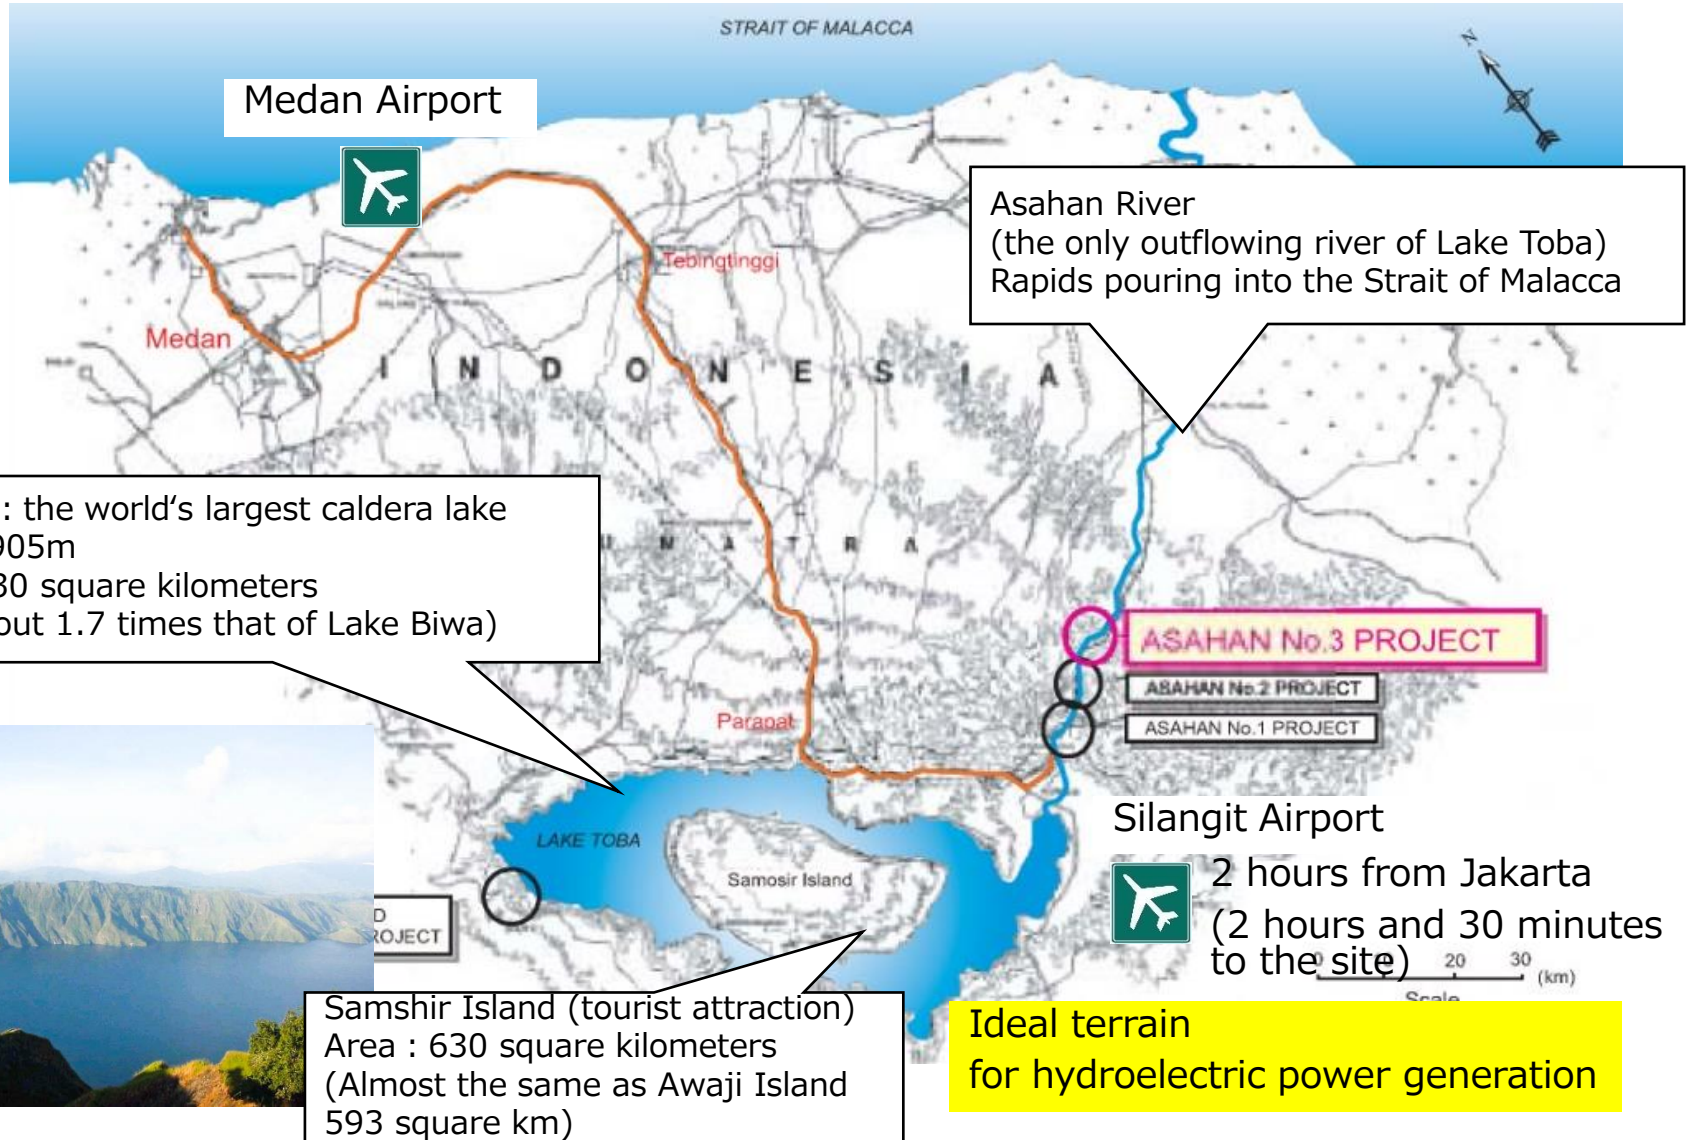 STRAIT OF MALACCA
N
Medan Airport
Asahan River
(the only outflowing river of Lake Toba)
Rapids pouring into the Strait of Malacca
Tebingtinggi
Medan
I N D O N E S I A
: the world‘s largest caldera lake
905m
30 square kilometers
out 1.7 times that of Lake Biwa)
M A T R A
ASAHAN No.3 PROJECT
ASAHAN No.2 PROJECT
ASAHAN No.1 PROJECT
Parapat
LAKE TOBA
Samosir Island
Silangit Airport
2 hours from Jakarta
(2 hours and 30 minutes
to the site)
0 20 30
(km)
Scale
D
ROJECT
Samshir Island (tourist attraction)
Area : 630 square kilometers
(Almost the same as Awaji Island
593 square km)
Ideal terrain
for hydroelectric power generation